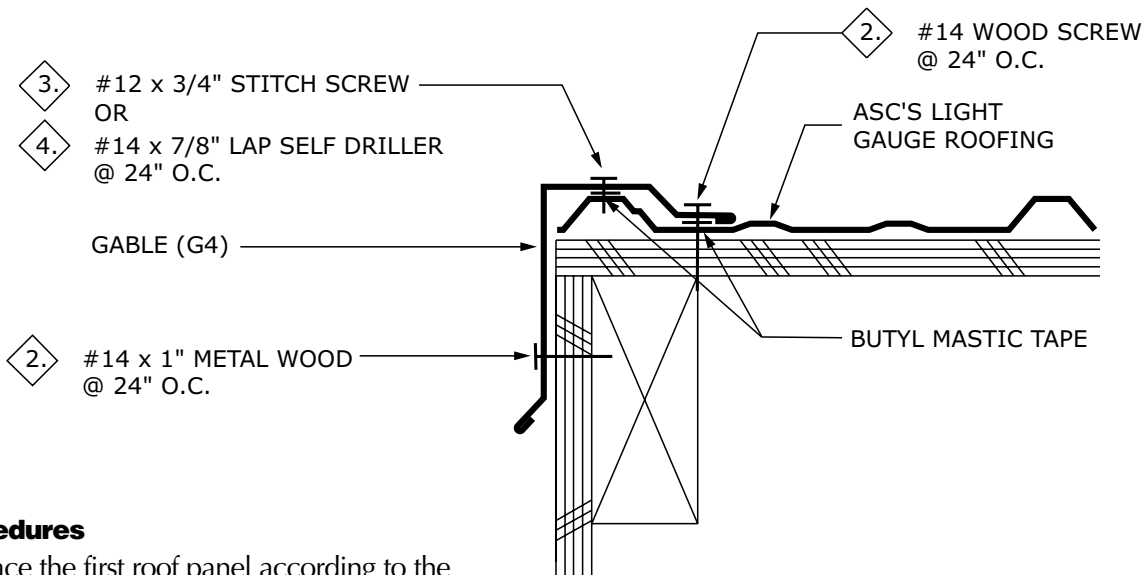 2. #14 WOOD SCREW
@ 24" O.C.
3. #12 x 3/4" STITCH SCREW
OR
4. #14 x 7/8" LAP SELF DRILLER
@ 24" O.C.
ASC'S LIGHT
GAUGE ROOFING
GABLE (G4)
BUTYL MASTIC TAPE
2. #14 x 1" METAL WOOD
@ 24" O.C.
edures
ace the first roof panel according to the